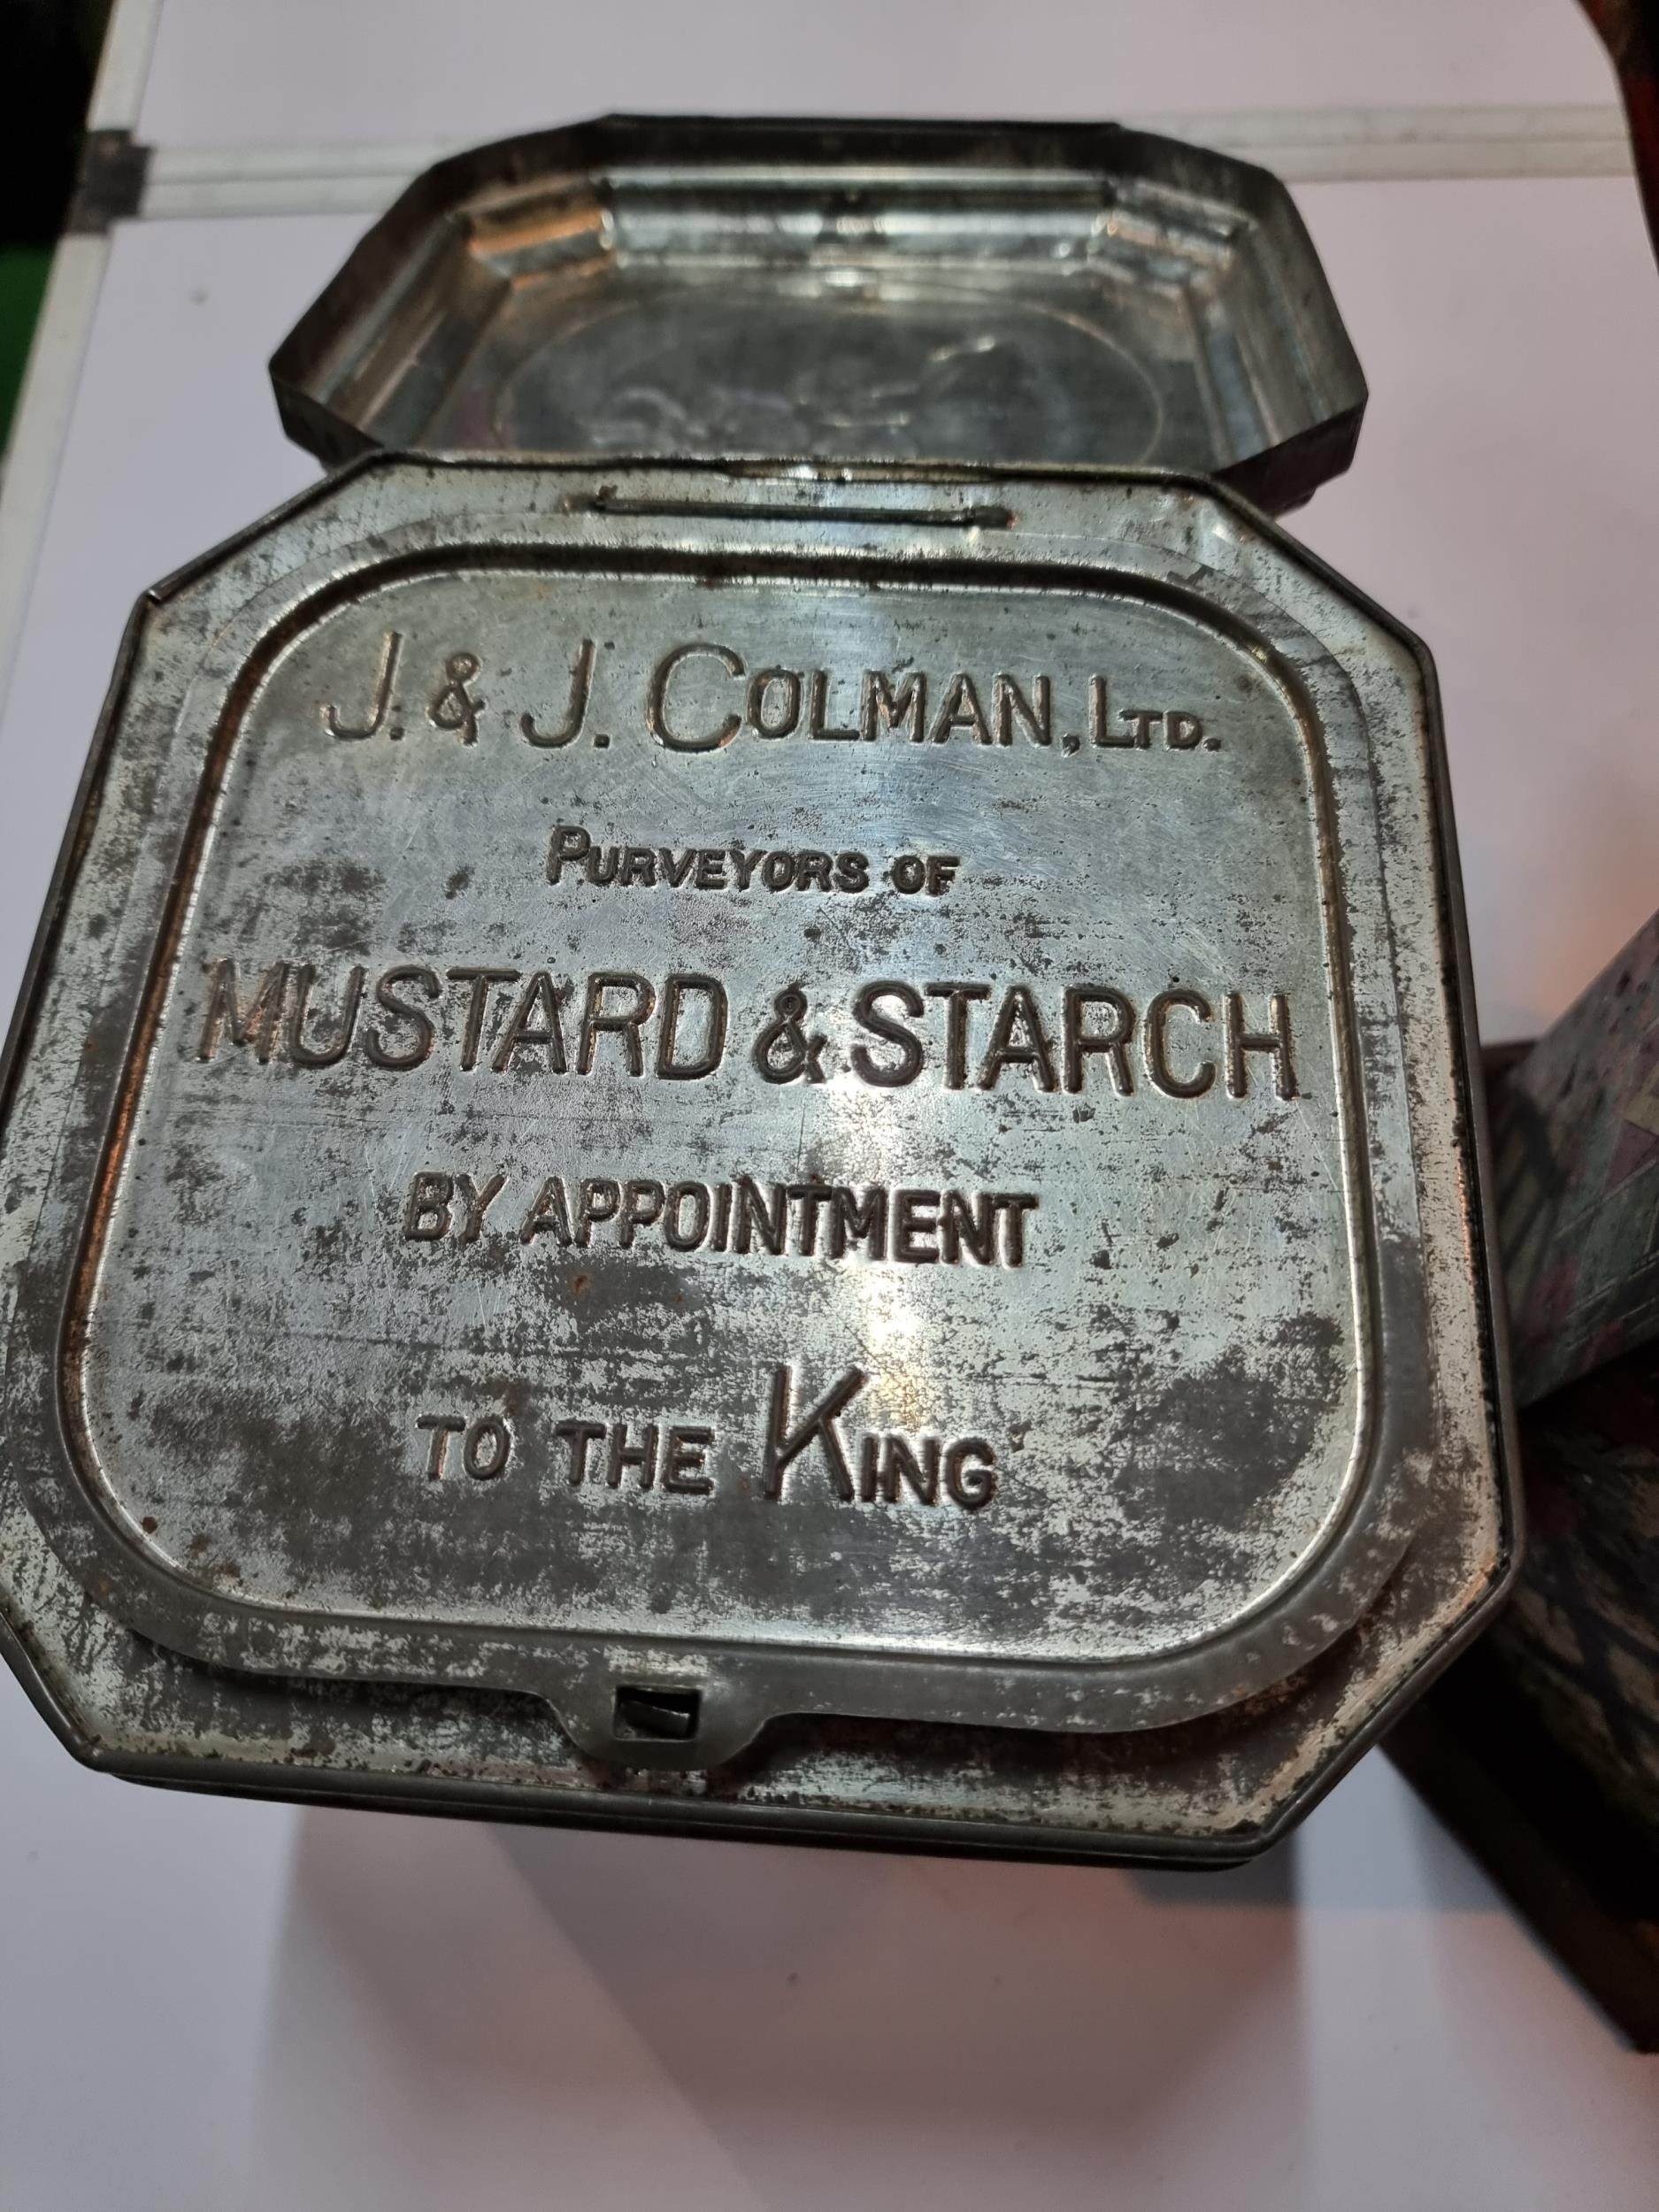 J. & J. COLMAN, LTD.
PURVEYORS OF
MUSTARD & STARCH
BY APPOINTMENT
TO THE KING